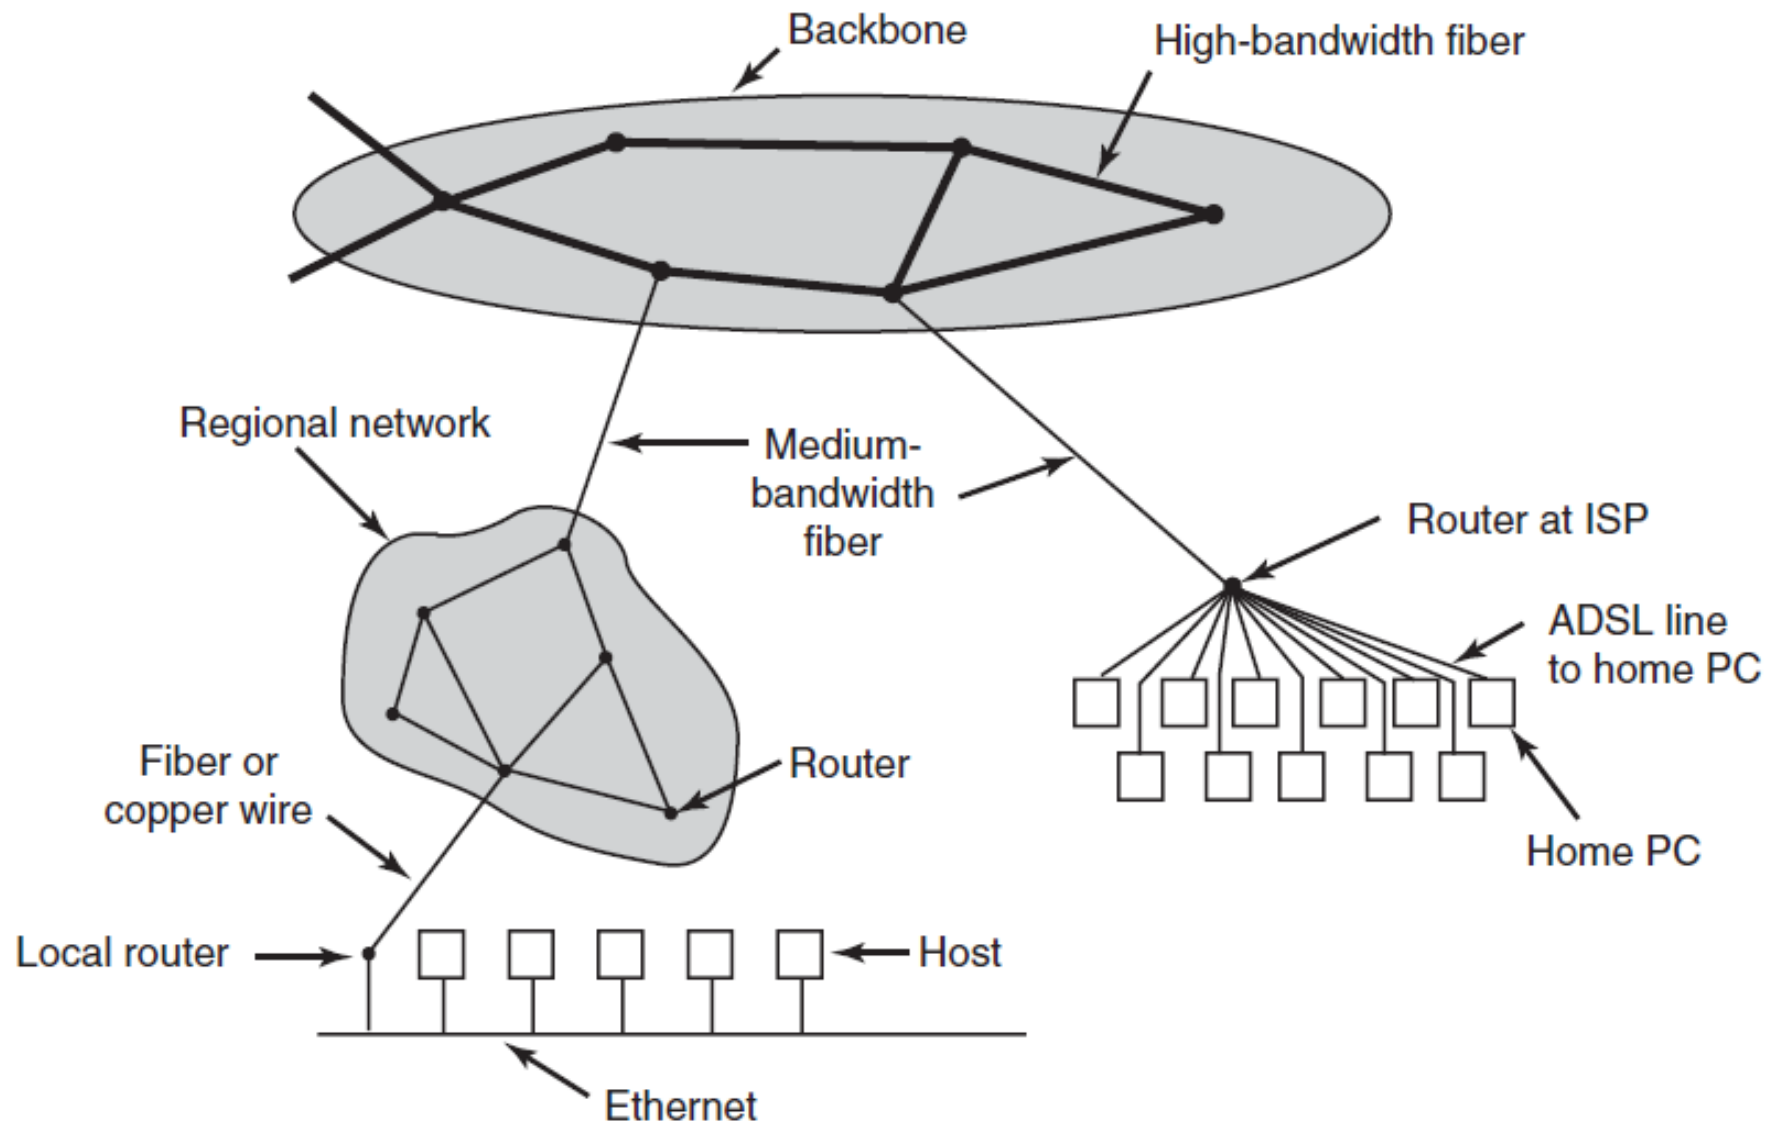 Backbone
High-bandwidth fiber
Regional network
Medium-
bandwidth
fiber
Router at ISP
ADSL line
to home PC
Fiber or
copper wire
Router
Home PC
Local router
Host
Ethernet